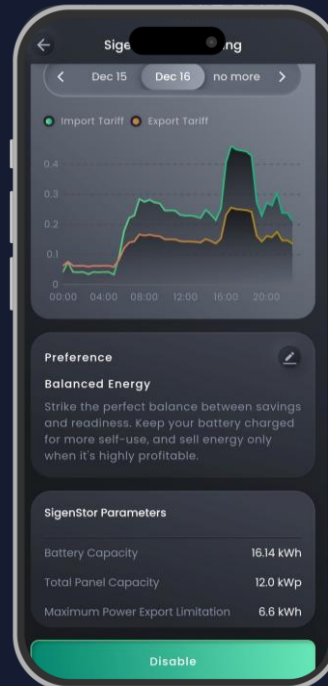 Sige
ng
Dec 15 Dec 16 no more
Import Tariff Export Tariff
0.4
0.3
0.2
0.1
0
00:00 04:00 08:00 12:00 16:00 20:00
Preference
Balanced Energy
Strike the perfect balance between savings
and readiness. Keep your battery charged
for more self-use, and sell energy only
when it's highly profitable.
SigenStor Parameters
Battery Capacity 16.14 kWh
Total Panel Capacity 12.0 kWp
Maximum Power Export Limitation 6.6 kWh
Disable